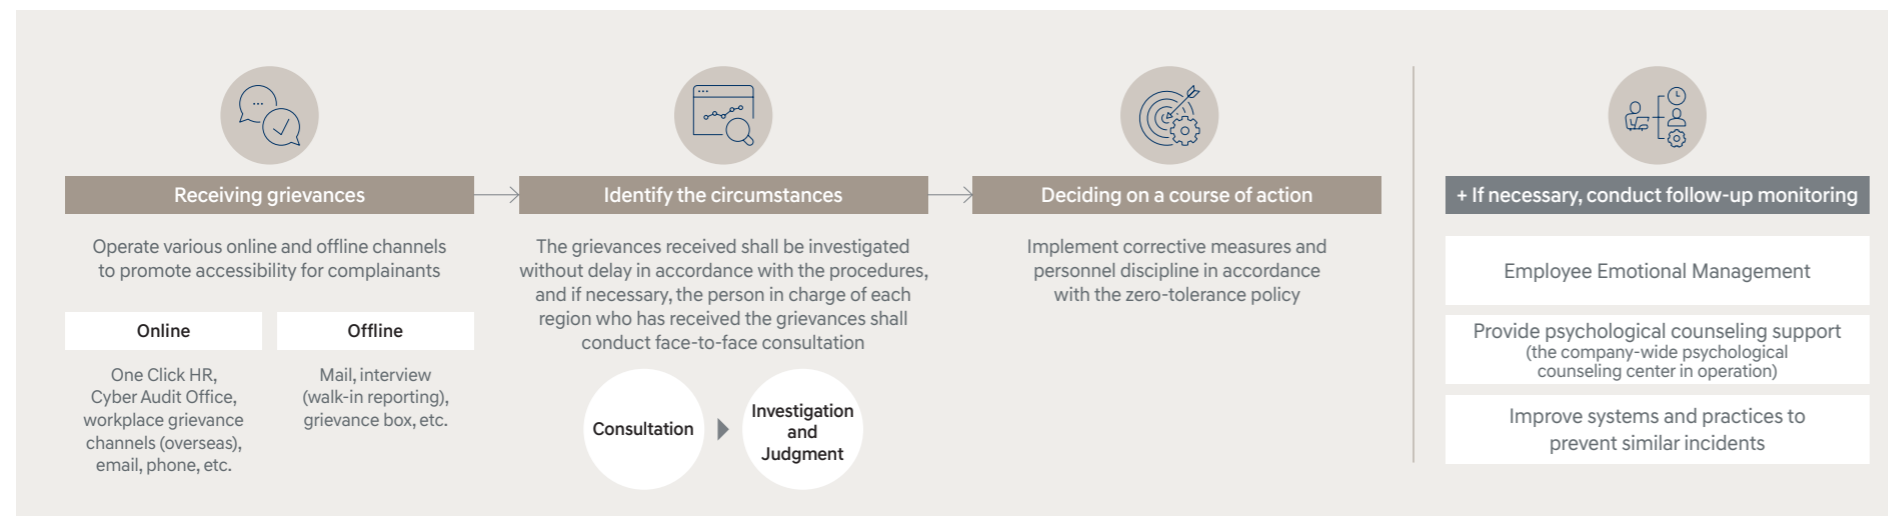 Receiving grievances
Operate various online and offline channels
to promote accessibility for complainants
Online
One Click HR,
Cyber Audit Office,
workplace grievance
channels (overseas),
email, phone, etc.
Offline
Mail, interview
(walk-in reporting),
grievance box, etc.
Identify the circumstances
The grievances received shall be investigated
without delay in accordance with the procedures,
and if necessary, the person in charge of each
region who has received the grievances shall
conduct face-to-face consultation
Consultation
Investigation
and
Judgment
Deciding on a course of action
Implement corrective measures and
personnel discipline in accordance
with the zero-tolerance policy
+ If necessary, conduct follow-up monitoring
Employee Emotional Management
Provide psychological counseling support
(the company-wide psychological
counseling center in operation)
Improve systems and practices to
prevent similar incidents